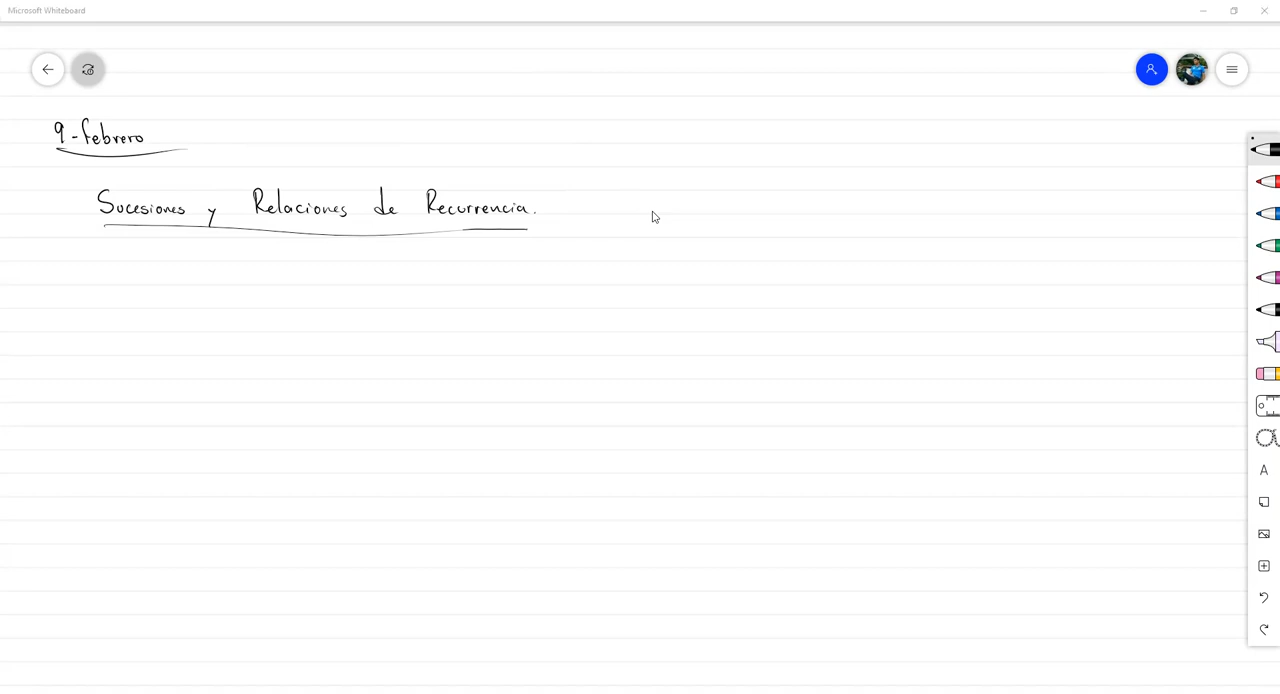 Microsoft Whiteboard
9-febrero
Sucesiones y Relaciones de Recurrencia.
A